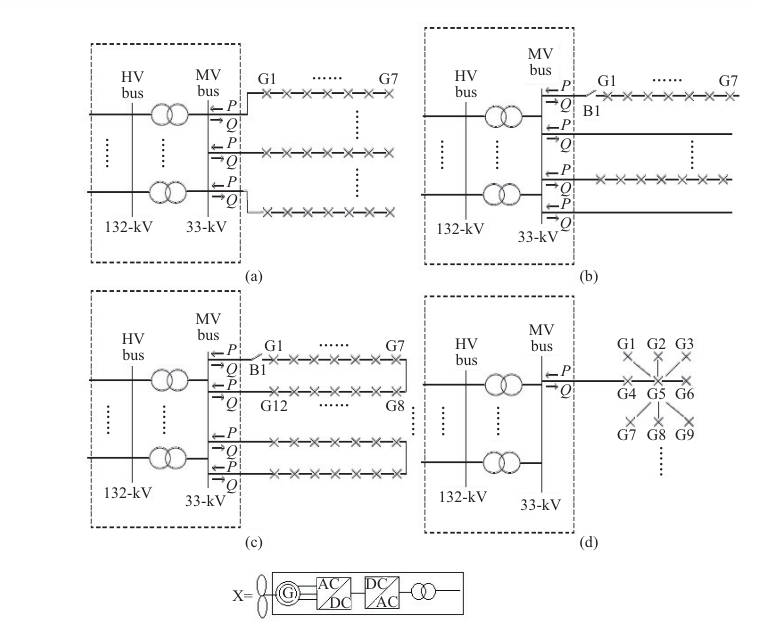 HV
bus
MV
bus
G1
......
G7
P
Q
P
Q
P
Q
132-kV
33-kV
(a)
HV
bus
MV
bus
G1
......
G7
P
Q
B1
P
Q
P
Q
P
Q
132-kV
33-kV
(b)
HV
bus
MV
bus
G1
......
G7
P
Q
B1
P
Q
G12
......
G8
P
Q
P
Q
132-kV
33-kV
(c)
HV
bus
MV
bus
P
Q
G1 G2 G3
G4 G5 G6
G7 G8 G9
132-kV
33-kV
(d)
X=
G
AC
DC
DC
AC